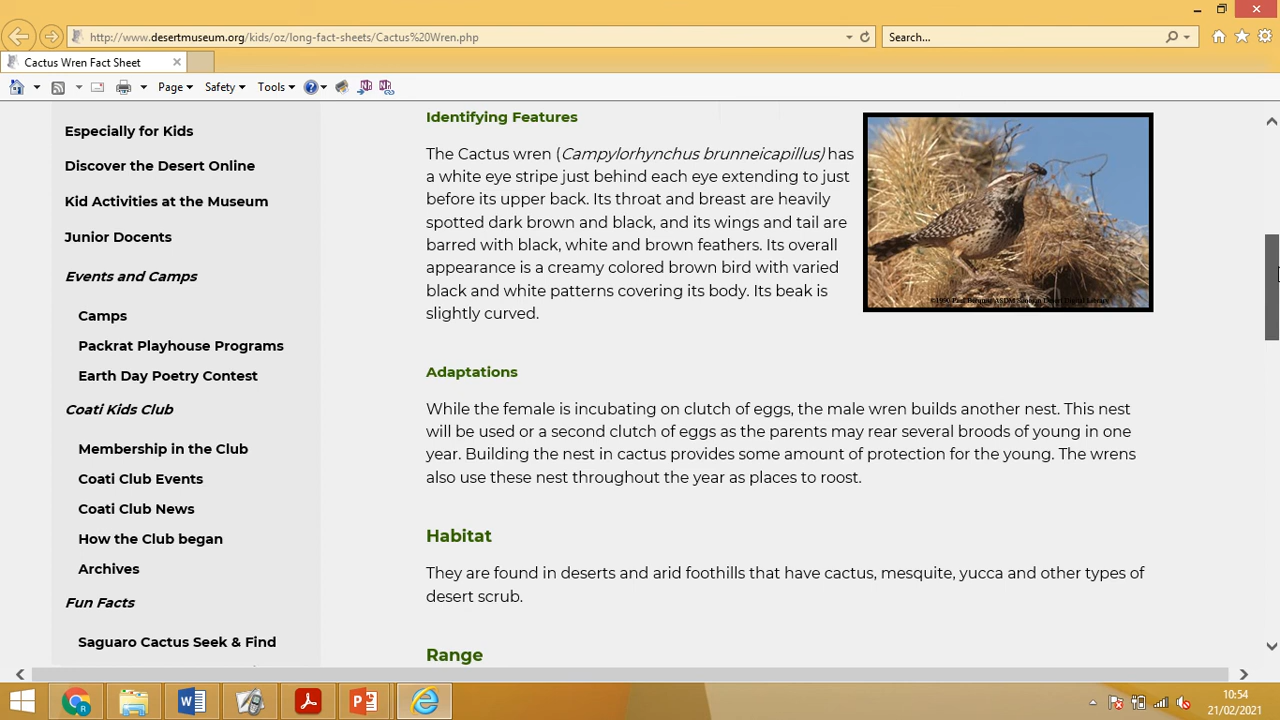 http://www.desertmuseum.org/kids/oz/long-fact-sheets/Cactus%20Wren.php
Search...
Cactus Wren Fact Sheet
Page
Safety
Tools
Especially for Kids
Discover the Desert Online
Kid Activities at the Museum
Junior Docents
Events and Camps
Camps
Packrat Playhouse Programs
Earth Day Poetry Contest
Coati Kids Club
Membership in the Club
Coati Club Events
Coati Club News
How the Club began
Archives
Fun Facts
Saguaro Cactus Seek & Find
Identifying Features
The Cactus wren (Campylorhynchus brunneicapillus) has
a white eye stripe just behind each eye extending to just
before its upper back. Its throat and breast are heavily
spotted dark brown and black, and its wings and tail are
barred with black, white and brown feathers. Its overall
appearance is a creamy colored brown bird with varied
black and white patterns covering its body. Its beak is
slightly curved.
Adaptations
While the female is incubating on clutch of eggs, the male wren builds another nest. This nest
will be used or a second clutch of eggs as the parents may rear several broods of young in one
year. Building the nest in cactus provides some amount of protection for the young. The wrens
also use these nest throughout the year as places to roost.
Habitat
They are found in deserts and arid foothills that have cactus, mesquite, yucca and other types of
desert scrub.
Range
10:54
21/02/2021